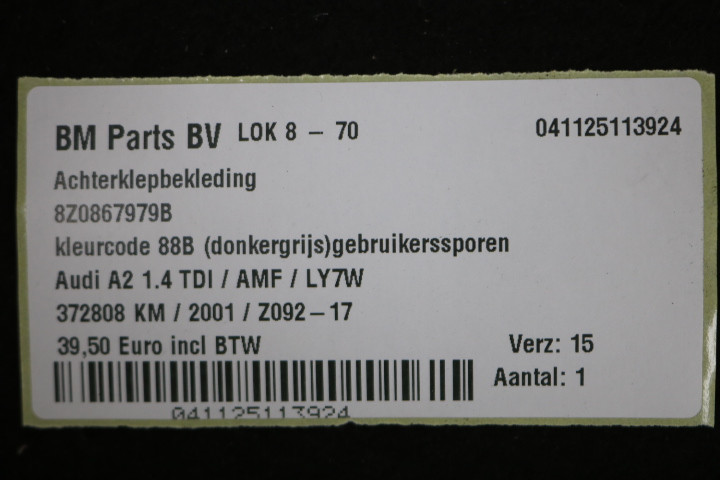 BM Parts BV LOK 8 – 70 041125113924
Achterklepbekleding
8Z0867979B
kleurcode 88B (donkergrijs)gebruikerssporen
Audi A2 1.4 TDI / AMF / LY7W
372808 KM / 2001 / Z092–17
39,50 Euro incl BTW Verz: 15
Aantal: 1
041125113924